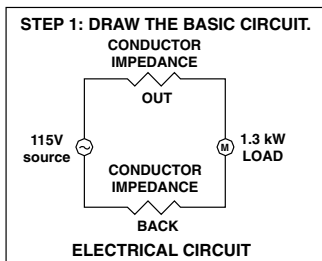 STEP 1: DRAW THE BASIC CIRCUIT.
CONDUCTOR
IMPEDANCE
OUT
115V
source
M
1.3 kW
LOAD
CONDUCTOR
IMPEDANCE
BACK
ELECTRICAL CIRCUIT